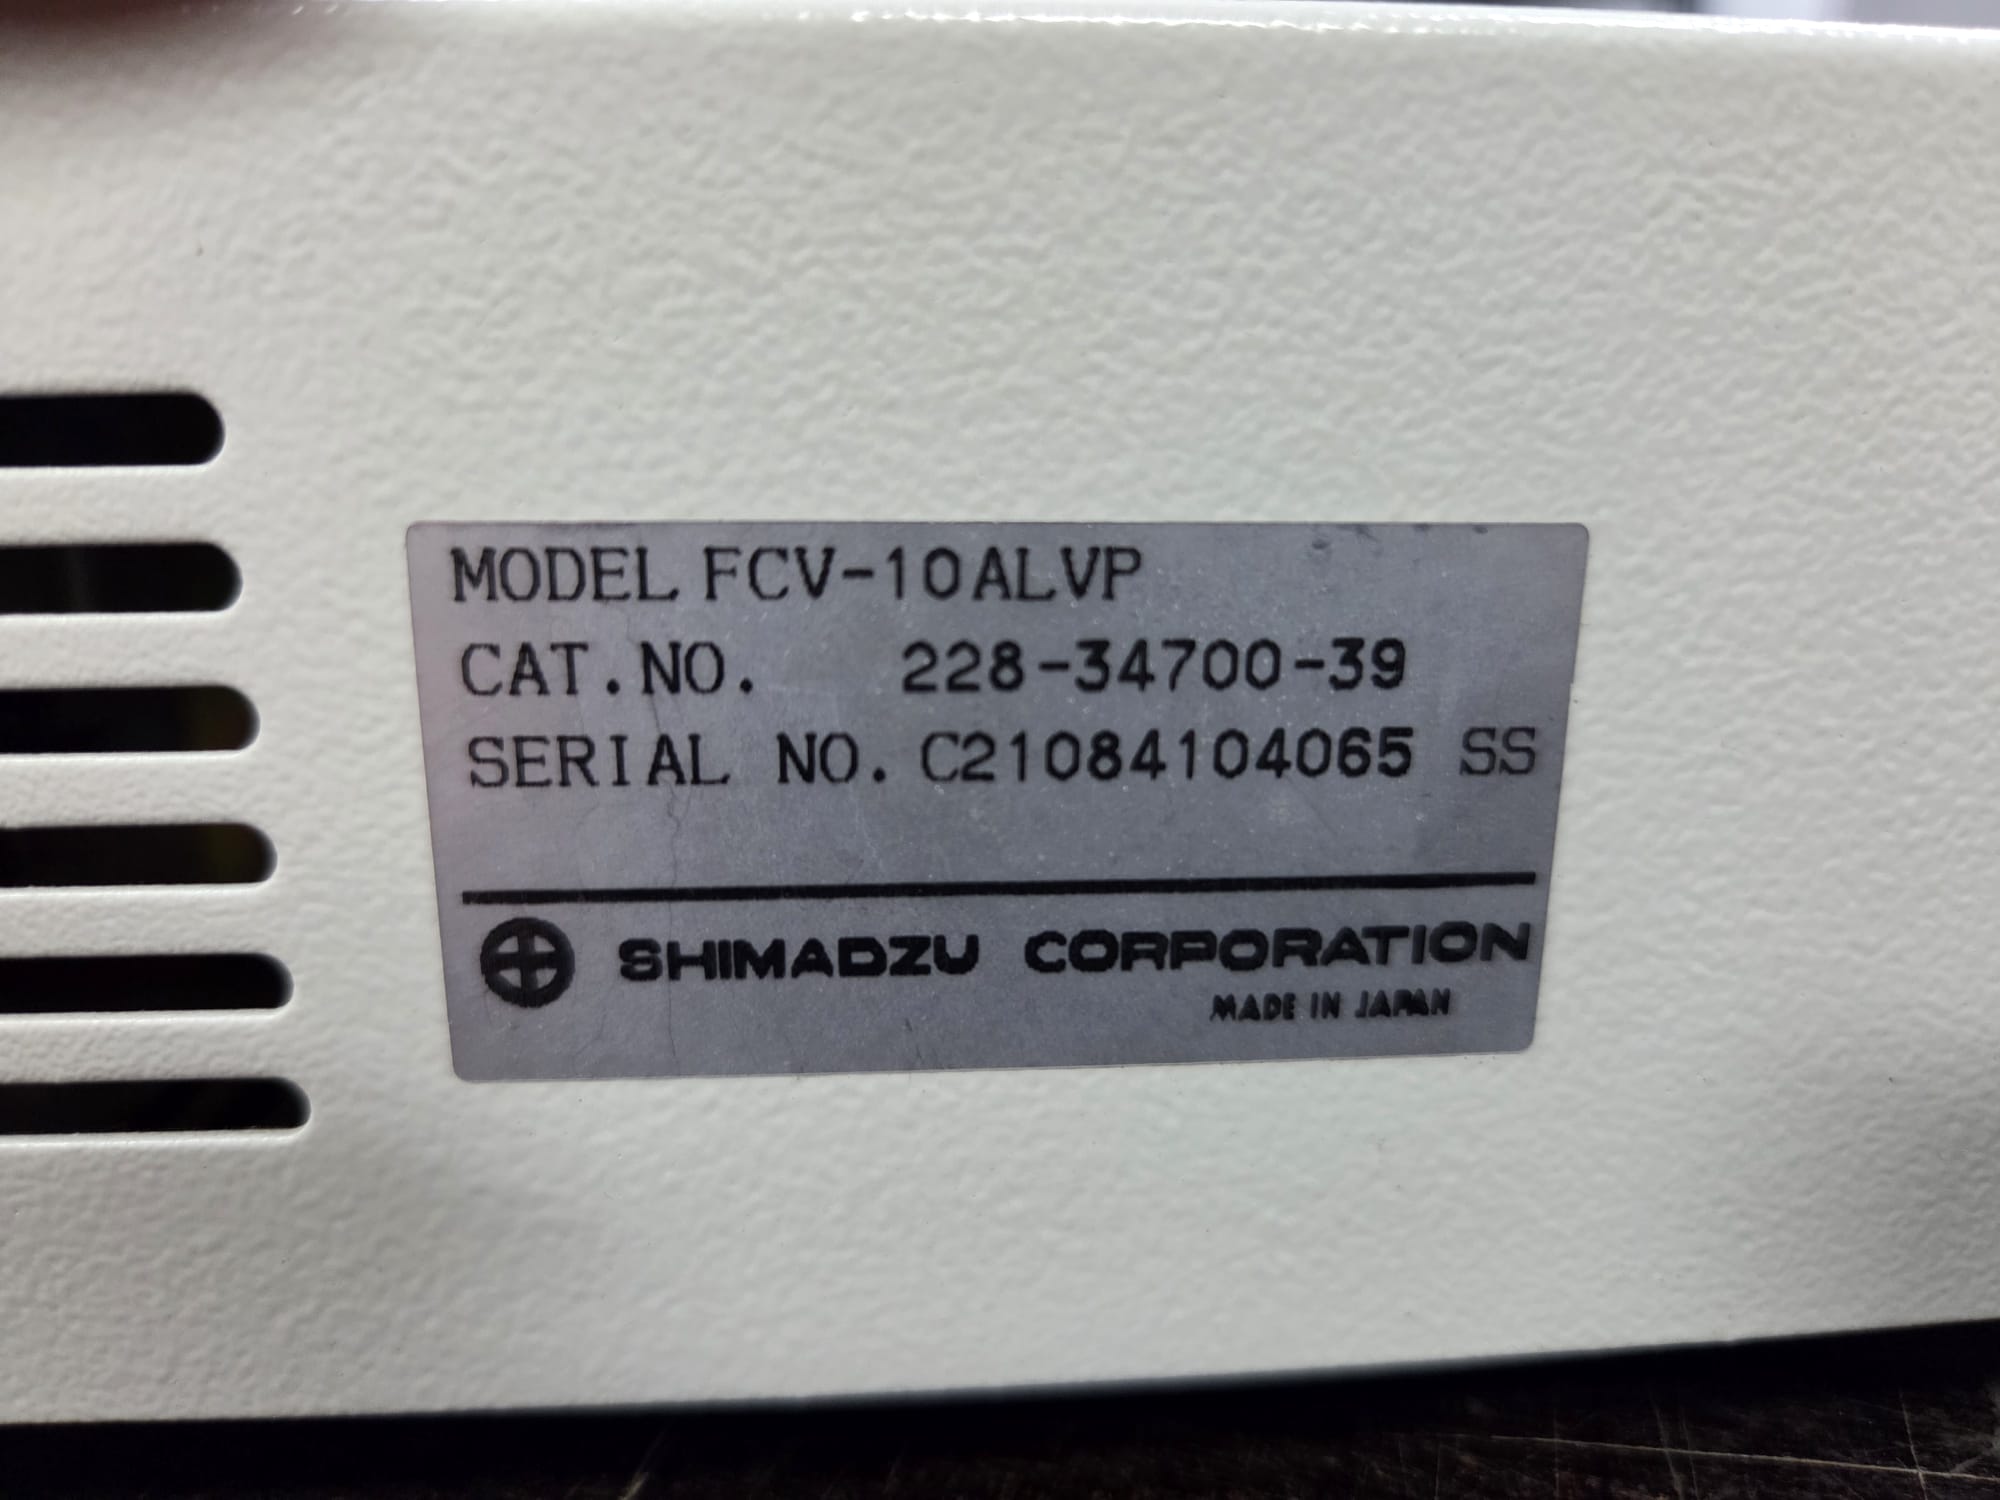 MODEL FCV-10ALVP
CAT.NO. 228-34700-39
SERIAL NO. C21084104065 SS
SHIMADZU CORPORATION
MADE IN JAPAN